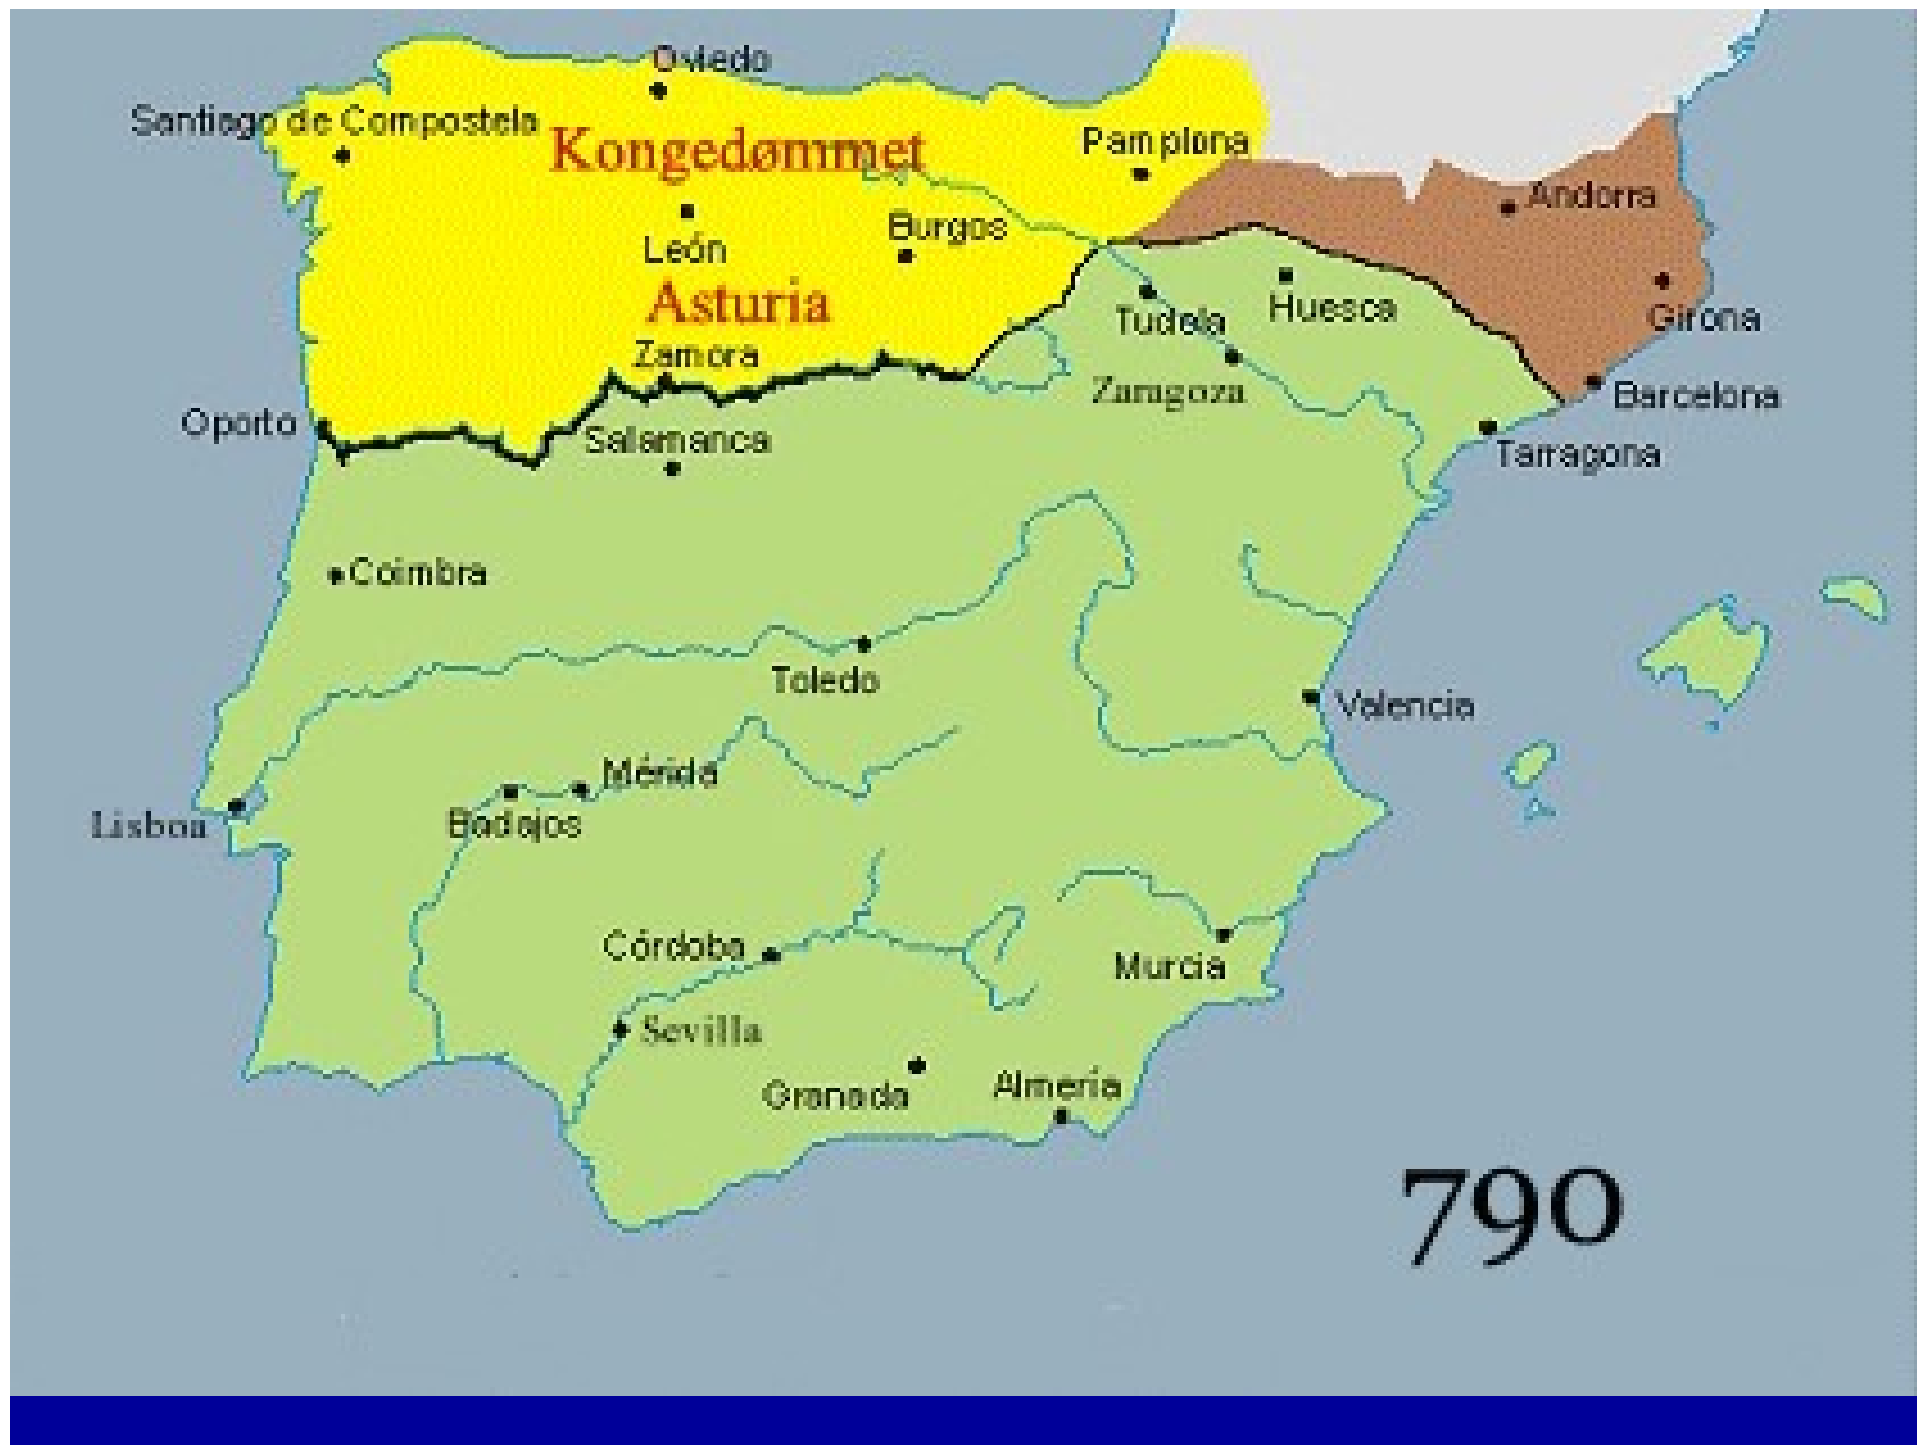 Oviedo
Santiago de Compostela
Kongedømmet
Pamplona
Andorra
León
Burgos
Asturia
Huesca
Tudela
Girona
Zamora
Zaragoza
Barcelona
Oporto
Salamanca
Tarragona
Coimbra
Toledo
Valencia
Mérida
Lisboa
Badajos
Córdoba
Murcia
Sevilla
Granada
Almería
790